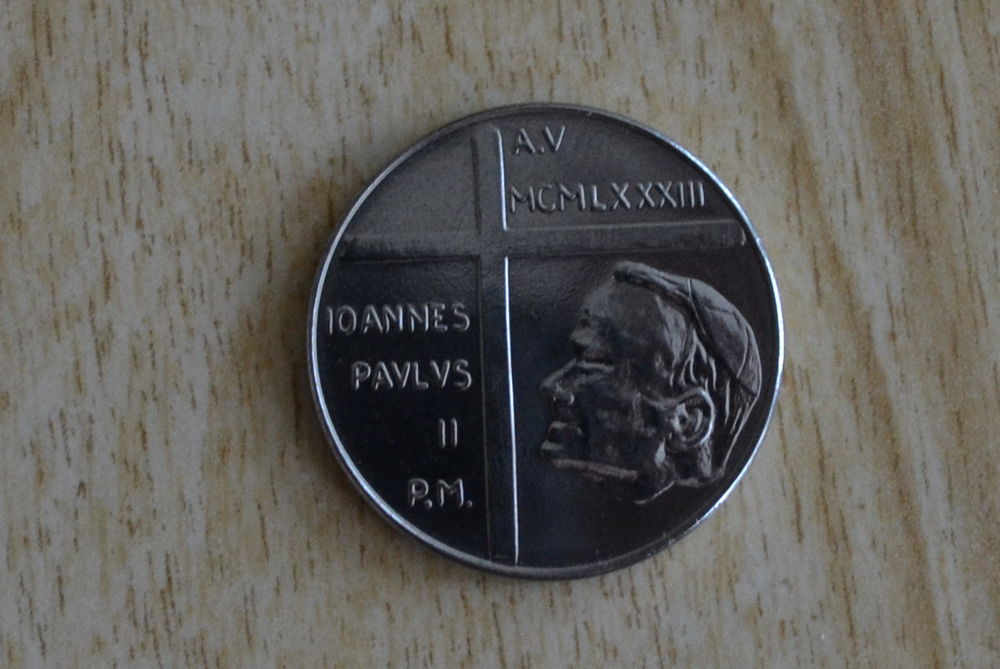 A.V
MCMLXXXIII
IOANNES
PAVLVS
II
P.M.